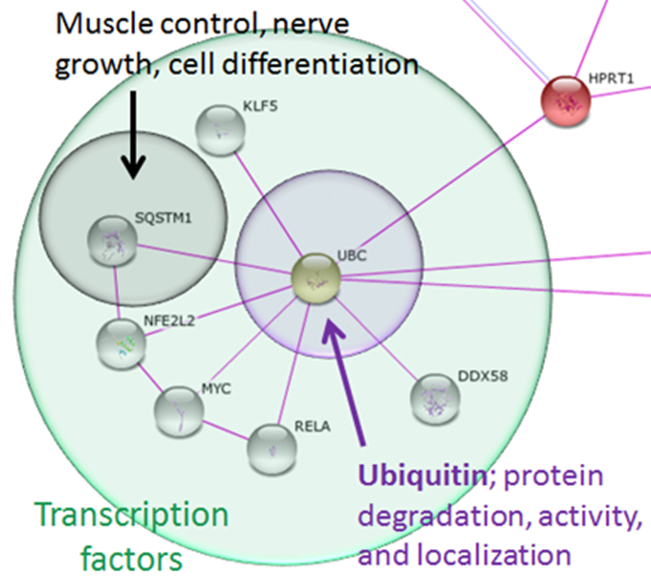 Muscle control, nerve
growth, cell differentiation
HPRT1
KLF5
SQSTM1
UBC
NFE2L2
DDX58
MYC
RELA
Ubiquitin; protein
degradation, activity,
and localization
Transcription
factors